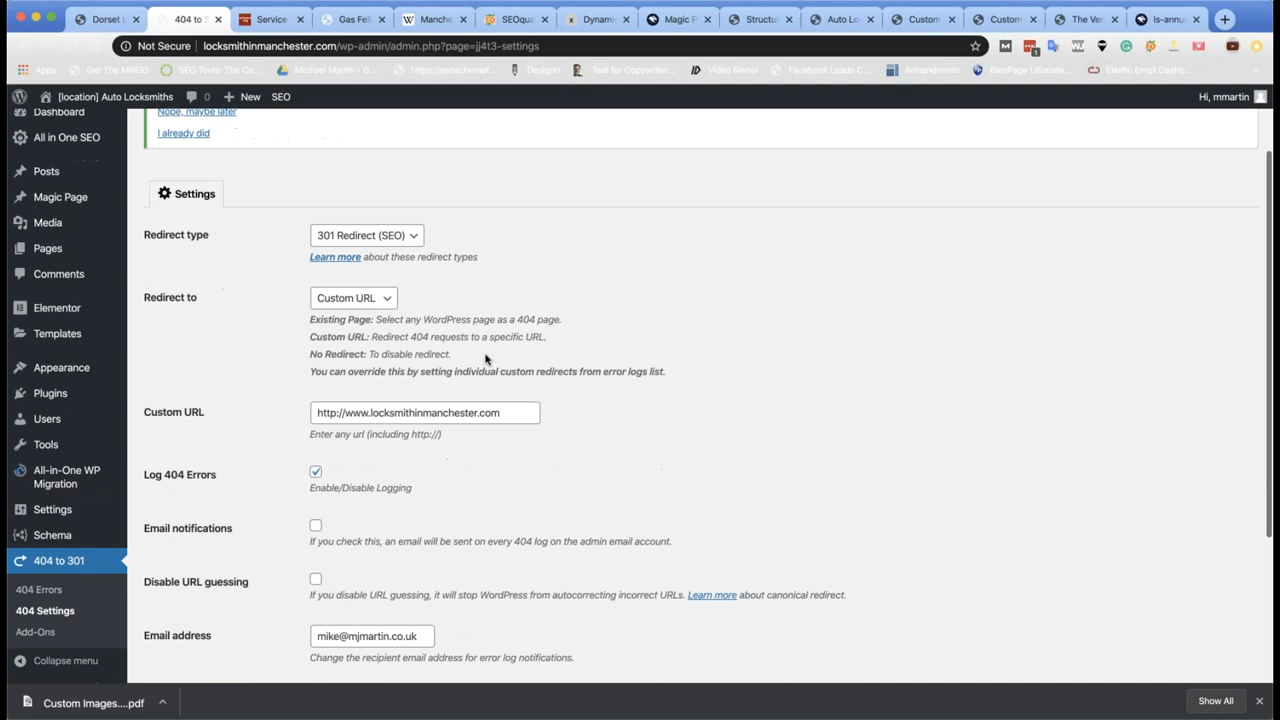 Dorset L
404 to 3
Service
Gas Fel
Manche
SEOqua
Dynami
Magic P
Structu
Auto Lo
Custom
Custom
The Ver
Is-annu
Not Secure
locksmithinmanchester.com/wp-admin/admin.php?page=jj4t3-settings
Apps
Girl The MREID
SEO Tools: The Co...
Michael Martin - G...
https://seoschemaf...
Designrr
Test for Copywriter...
Video Remix
Facebook Leads C...
Armandmorin
BleuPage Ultimate...
Elastic Email Dashb...
[location] Auto Locksmiths
0
New
SEO
Hi, mmartin
Dashboard
All in One SEO
Posts
Magic Page
Media
Pages
Comments
Elementor
Templates
Appearance
Plugins
Users
Tools
All-in-One WP
Migration
Settings
Schema
404 to 301
404 Errors
404 Settings
Add-Ons
Collapse menu
Nope, maybe later
I already did
Settings
Redirect type
301 Redirect (SEO)
Learn more about these redirect types
Redirect to
Custom URL
Existing Page: Select any WordPress page as a 404 page.
Custom URL: Redirect 404 requests to a specific URL.
No Redirect: To disable redirect.
You can override this by setting individual custom redirects from error logs list.
Custom URL
http://www.locksmithinmanchester.com
Enter any url (including http://)
Log 404 Errors
Enable/Disable Logging
Email notifications
If you check this, an email will be sent on every 404 log on the admin email account.
Disable URL guessing
If you disable URL guessing, it will stop WordPress from autocorrecting incorrect URLs. Learn more about canonical redirect.
Email address
mike@mjmartin.co.uk
Change the recipient email address for error log notifications.
Custom Images....pdf
Show All